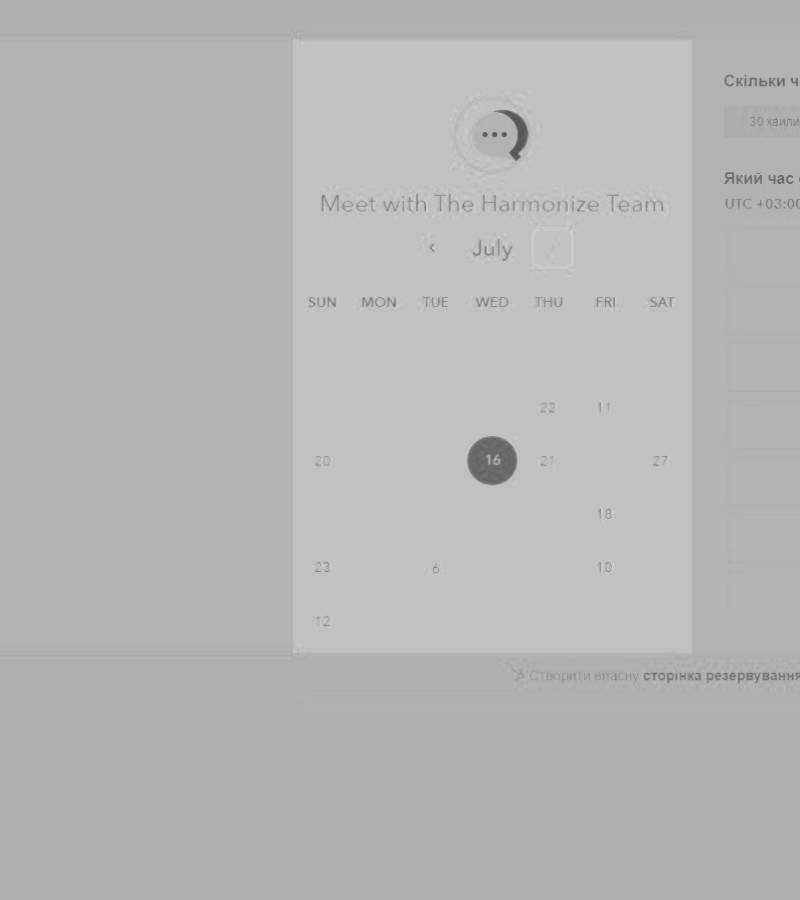 Meet with The Harmonize Team
July
SUN MON TUE WED THU FRI SAT
22 11
20 16 21 27
18
23 6 10
12
Скільки ч
30 хвили
Який час
UTC +03:00
Створити власну сторінка резервування